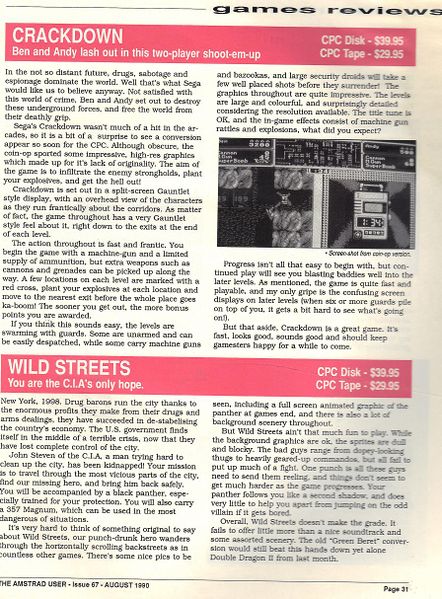 games reviews
CRACKDOWN
Ben and Andy lash out in this two-player shoot-em-up
CPC Disk - $39.95
CPC Tape - $29.95
In the not so distant future, drugs, sabotage and
espionage dominate the world. Well, that's what Sega
would like us to believe anyway. Not satisfied with
this world of crime. Ben and Andy set out to destroy
these underground forces, and free the world from
their deathly grip.
Sega's Crackdown wasn't much of a hit in the ar-
cades, so it is a bit of a surprise to see a conversion
appear so soon for the CPC. Although obscure, the
coin-op sported some impressive, high-res graphics
which made up for it's lack of originality. The aim of
the game is to infiltrate the enemy strongholds, plant
your explosives, and get the hell out!
Crackdown is set out in a split-screen Gauntlet
style display, with an overhead view of the characters
as they run frantically about the corridors. As matter
of fact, the game throughout has a very Gauntlet
style feel about it, right down to the exits at the end
of each level.
The action throughout is fast and frantic. You
begin the game with a machine-gun and a limited
supply of ammunition, but extra weapons such as
cannons and grenades can be picked up along the
way. A few locations on each level are marked with a
red cross, plant your explosives at each location and
move to the nearest exit before the whole place goes
ka-boom! The sooner you get out, the more bonus
points you are awarded.
If you think this sounds easy, the levels are
swarming with guards. Some are unarmed and can
be easily despatched, while some carry machine guns
and bazookas, and large security droids will take a
few well placed shots before they surrender! The
graphics throughout are quite impressive. The levels
are large and colourful, and surprisingly detailed
considering the resolution available. The title tune is
OK, and the the in-game effects consist of machine gun
rattles and explosions, what did you expect?
Andy
Cannon
Gun
Super Bomb
1:34
• Screen-shot from coin-op version.
Progress isn't all that easy to begin with, but con-
tinued play will see you blasting baddies well into the
later levels. As mentioned, the game is quite fast and
playable, and my only gripe is the confusing screen
displays on later levels (when six or more guards pile
on top of you, it gets a bit hard to see what's going
on!).
But that aside, Crackdown is a great game. It's
fast, looks good, sounds good and should keep
gamesters happy for a while to come.
WILD STREETS
You are the C.I.A's only hope.
CPC Disk - $39.95
CPC Tape - $29.95
New York, 1998. Drug barons run the city thanks to
the enormous profits they make from their drugs and
arms dealings, they have succeeded in de-stabelising
the country's economy. The U.S. government finds
itself in the middle of a terrible crisis, now that they
have lost complete control of the city.
John Steven of the C.I.A, a man trying hard to
clean up the city, has been kidnapped! Your mission
is to travel through the most vicious parts of the city,
find our missing hero, and bring him back safely.
You will be accompanied by a black panther, espe-
cially trained for your protection. You will also carry
a 357 Magnum, which can be used in the most
dangerous of situations.
It's very hard to think of something original to say
about Wild Streets, our punch-drunk hero wanders
through the horizontally scrolling backstreets as in
countless other games. There's some nice pics to be
seen, including a full screen animated graphic of the
panther at games end, and there is also a lot of
background scenery throughout.
But Wild Streets ain't that much fun to play. While
the background graphics are ok, the sprites are dull
and blocky. The bad guys range from dopey-looking
thugs to heavily geared-up commandos, but all fail to
put up much of a fight. One punch is all these guys
need to send them reeling, and things don't seem to
get much harder as the game progresses. Your
panther follows you like a second shadow, and does
very little to help you apart from jumping on the odd
villain if it gets bored.
Overall, Wild Streets doesn't make the grade. It
fails to offer little more than a nice soundtrack and
some assorted scenery. The old "Green Beret" conver-
sion would still beat this hands down yet alone
Double Dragon II from last month.
THE AMSTRAD USER - Issue 67 - AUGUST 1990
Page 31